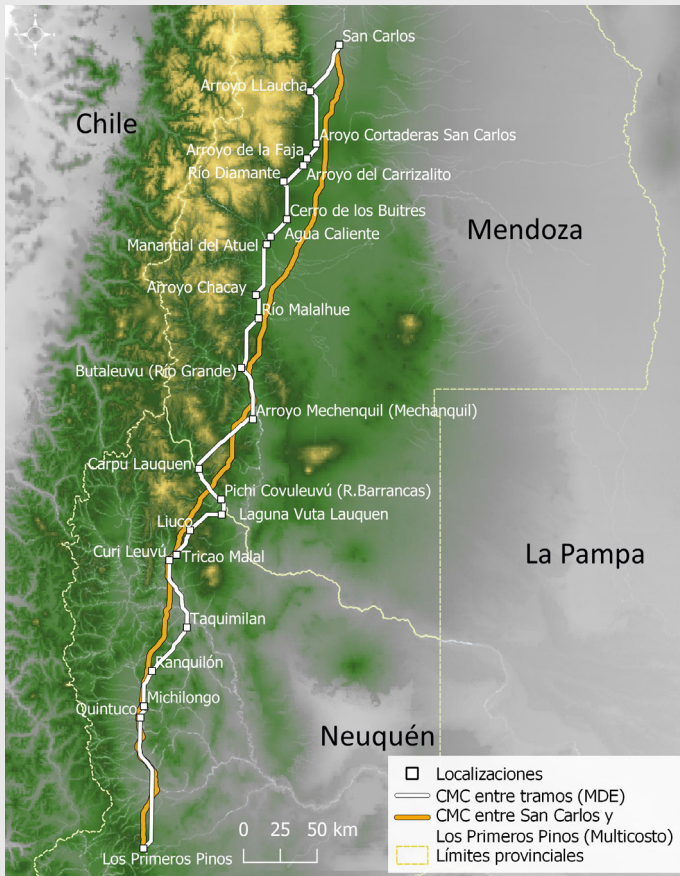 San Carlos
Arroyo LLaucha
Chile
Aroyo Cortaderas San Carlos
Arroyo de la Faja
Arroyo del Carrizalito
Río Diamante
Cerro de los Buitres
Mendoza
Agua Caliente
Manantial del Atuel
Arroyo Chacay
Río Malalhue
Butaleuvu (Río Grande)
Arroyo Mechenquil (Mechanquil)
Carpu Lauquen
Pichi Covuleuvú (R.Barrancas)
Laguna Vuta Lauquen
Liuco
Curi Leuvú
Tricao Malal
La Pampa
Taquimilan
Ranquilón
Michilongo
Quintuco
Neuquén
Localizaciones
CMC entre tramos (MDE)
CMC entre San Carlos y
Los Primeros Pinos (Multicosto)
Límites provinciales
0 25 50 km
Los Primeros Pinos